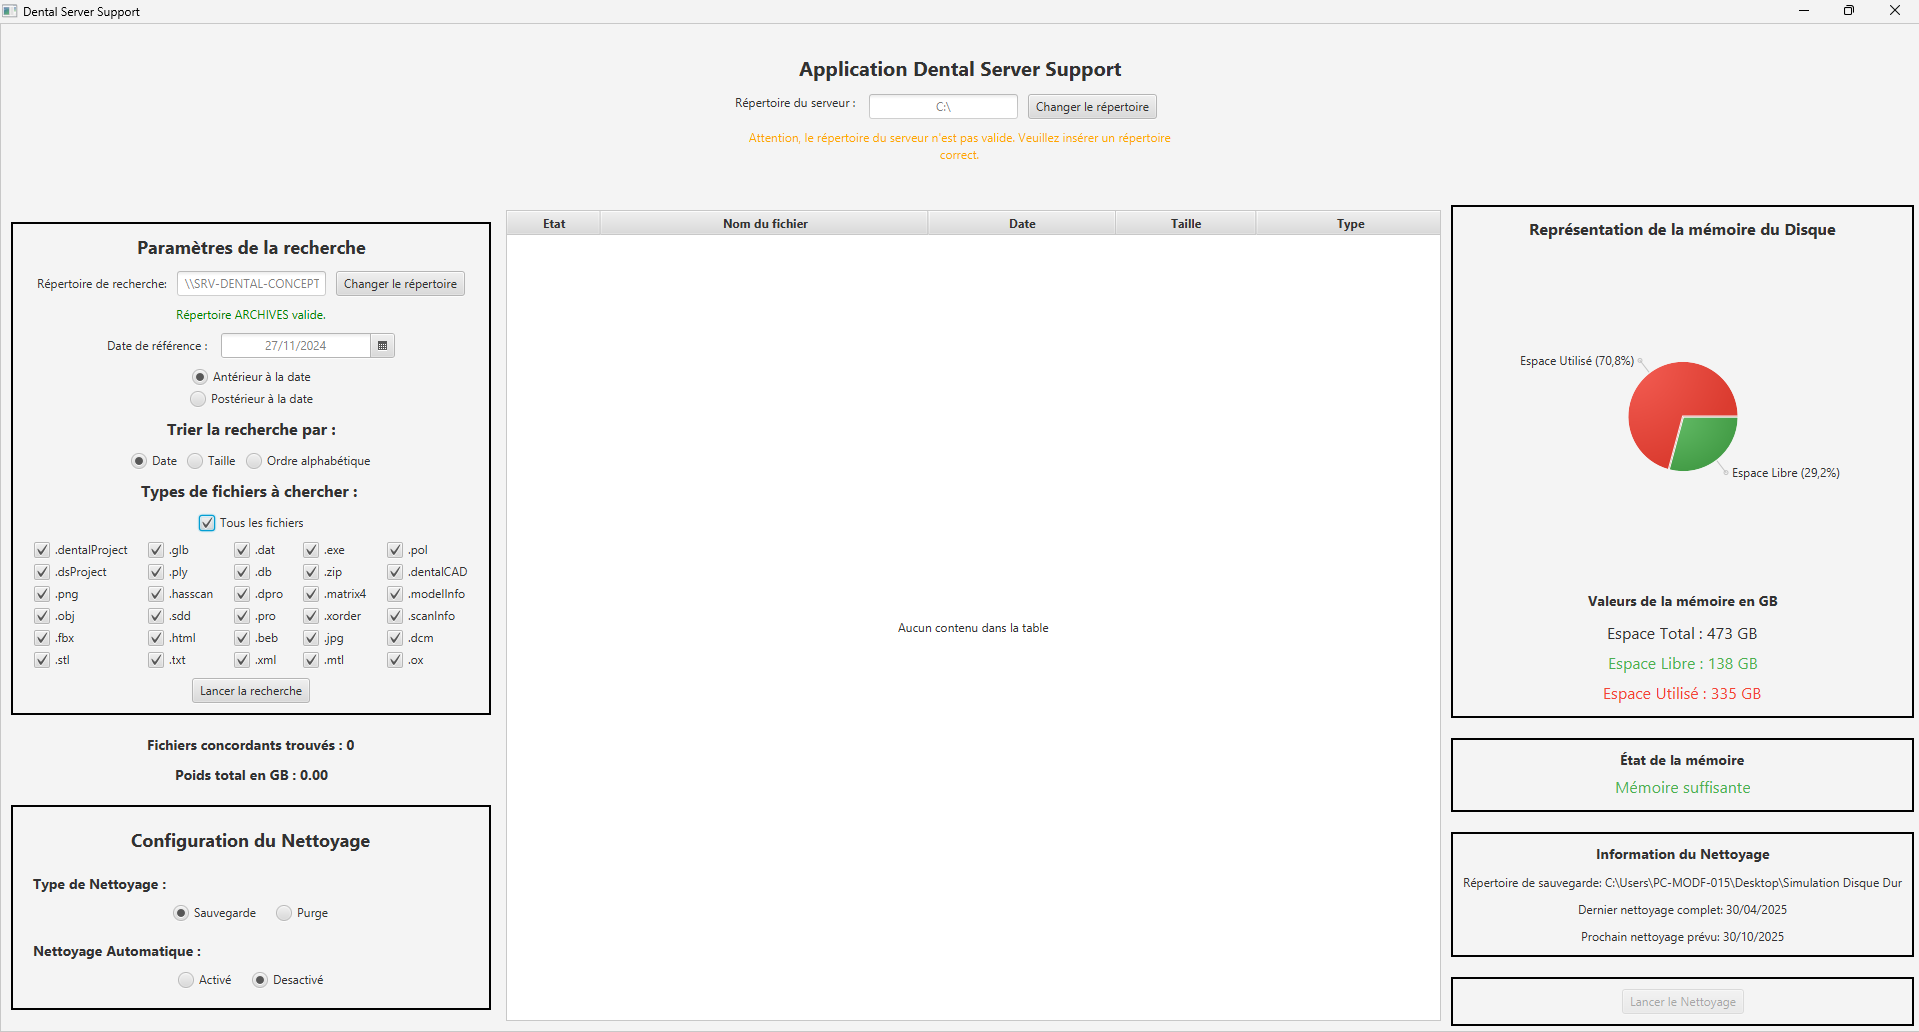 Dental Server Support
Application Dental Server Support
Répertoire du serveur :
C:\
Changer le répertoire
Attention, le répertoire du serveur n'est pas valide. Veuillez insérer un répertoire
correct.
Paramètres de la recherche
Répertoire de recherche:
\\SRV-DENTAL-CONCEPT
Changer le répertoire
Répertoire ARCHIVES valide.
Date de référence :
27/11/2024
Antérieur à la date
Postérieur à la date
Trier la recherche par :
Date Taille Ordre alphabétique
Types de fichiers à chercher :
Tous les fichiers
.dentalProject .glb .dat .exe .pol
.dsProject .ply .db .zip .dentalCAD
.png .hasscan .dpro .matrix4 .modelInfo
.obj .sdd .pro .xorder .scanInfo
.fbx .html .beb .jpg .dcm
.stl .txt .xml .mtl .ox
Lancer la recherche
Fichiers concordants trouvés : 0
Poids total en GB : 0.00
Configuration du Nettoyage
Type de Nettoyage :
Sauvegarde Purge
Nettoyage Automatique :
Activé Desactivé
Etat Nom du fichier Date Taille Type
Aucun contenu dans la table
Représentation de la mémoire du Disque
Espace Utilisé (70,8%)
Espace Libre (29,2%)
Valeurs de la mémoire en GB
Espace Total : 473 GB
Espace Libre : 138 GB
Espace Utilisé : 335 GB
État de la mémoire
Mémoire suffisante
Information du Nettoyage
Répertoire de sauvegarde: C:\Users\PC-MODF-015\Desktop\Simulation Disque Dur
Dernier nettoyage complet: 30/04/2025
Prochain nettoyage prévu: 30/10/2025
Lancer le Nettoyage